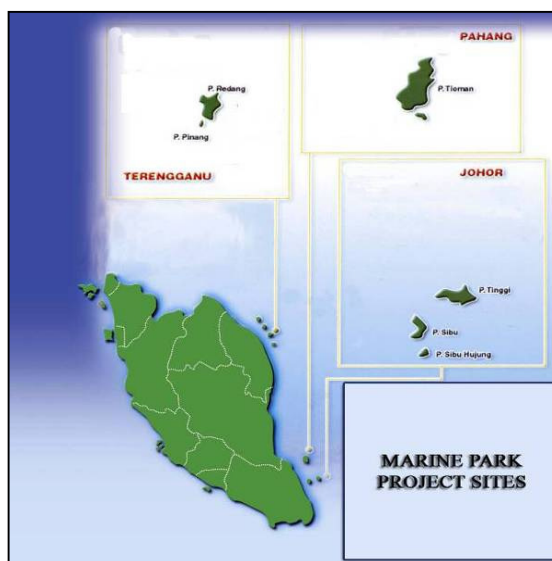 PAHANG
P. Redang
P. Tioman
P. Pinang
TERENGGANU
JOHOR
P. Tinggi
P. Sibu
P. Sibu Hujung
MARINE PARK
PROJECT SITES